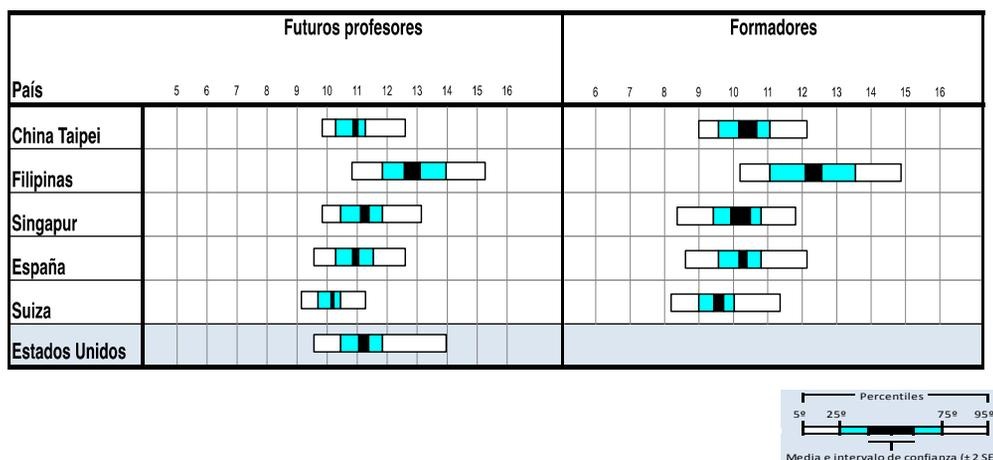 Futuros profesores Formadores
País 5 6 7 8 9 10 11 12 13 14 15 16 6 7 8 9 10 11 12 13 14 15 16
China Taipei
Filipinas
Singapur
España
Suiza
Estados Unidos
Percentiles
5º 25º 75º 95º
Media e intervalo de confianza (±2 SE